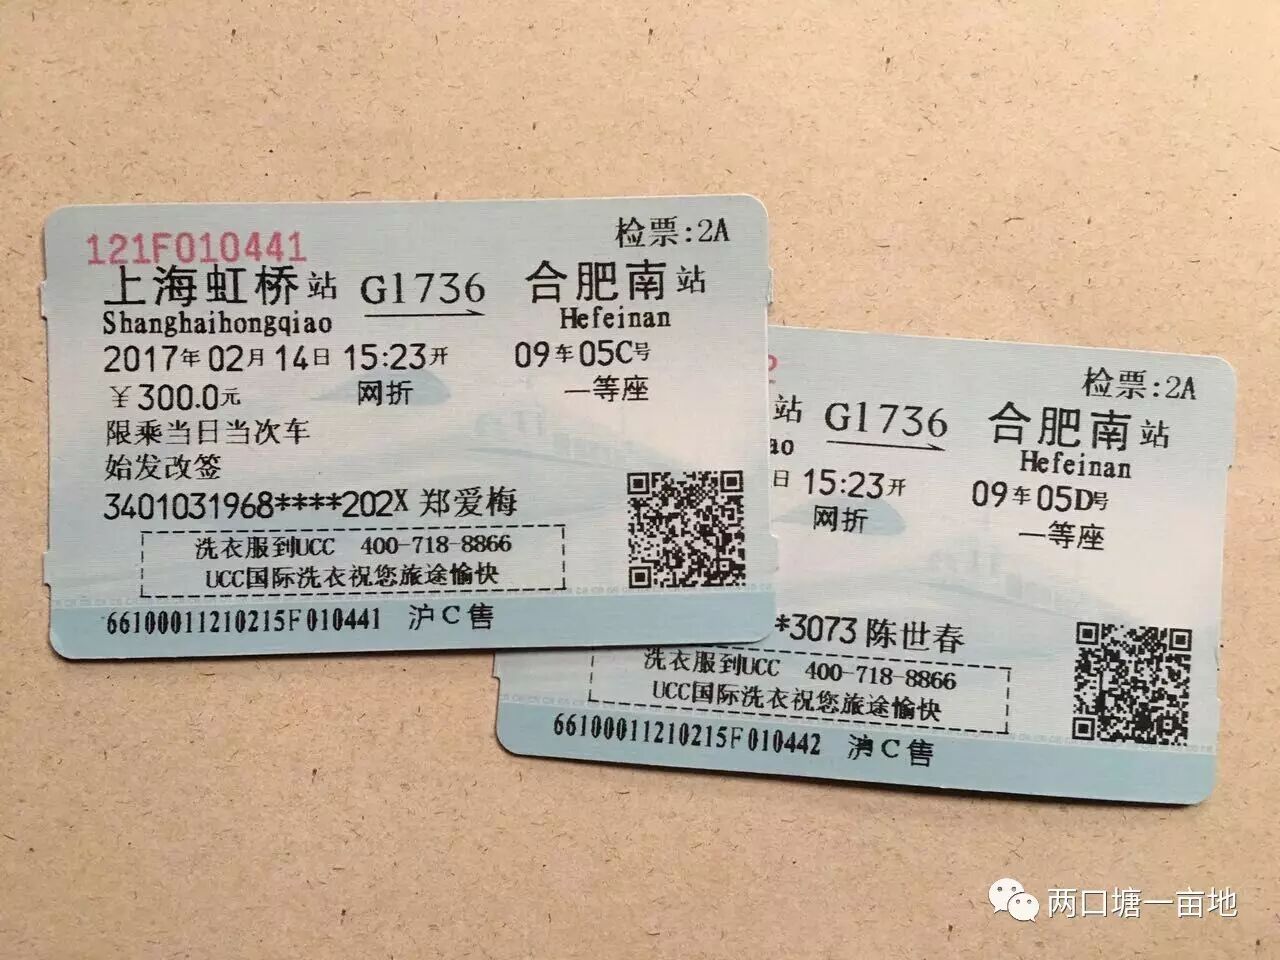 121F010441
检票:2A
上海虹桥站 G1736 合肥南站
Shanghaihongqiao Hefeinan
2017年02月14日 15:23开 09车05C号
￥300.0元 网折 一等座
限乘当日当次车
始发改签
3401031968****202X 郑爱梅
洗衣服到UCC 400-718-8866
UCC国际洗衣祝您旅途愉快
66100011210215F010441 沪C售
2
检票:2A
站 G1736 合肥南站
ao Hefeinan
日 15:23开 09车05D号
网折 一等座
*3073 陈世春
洗衣服到UCC 400-718-8866
UCC国际洗衣祝您旅途愉快
66100011210215F010442 沪C售
两口塘一亩地